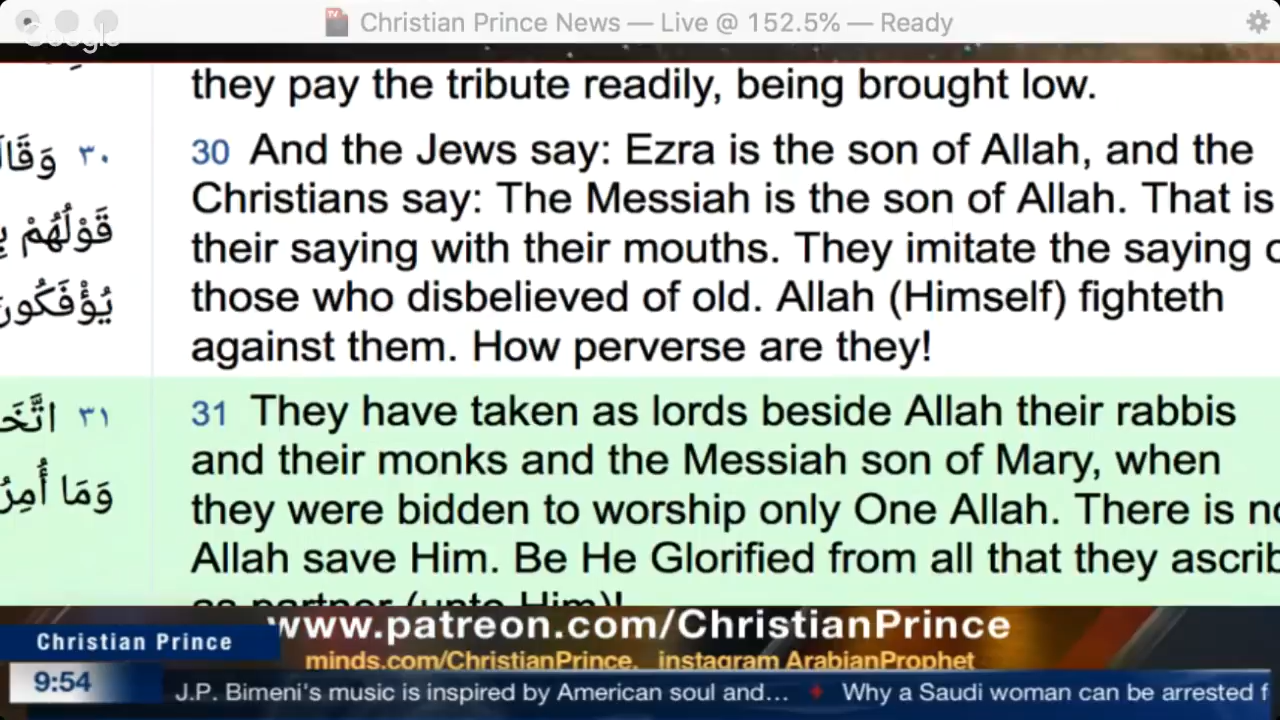 Christian Prince News — Live @ 152.5% — Ready
Google
they pay the tribute readily, being brought low.
٣٠
30 And the Jews say: Ezra is the son of Allah, and the
Christians say: The Messiah is the son of Allah. That is
قَوْلُهُمْ
their saying with their mouths. They imitate the saying
يُؤْفَكُونَ
those who disbelieved of old. Allah (Himself) fighteth
against them. How perverse are they!
٣١
31 They have taken as lords beside Allah their rabbis
and their monks and the Messiah son of Mary, when
وَمَا
they were bidden to worship only One Allah. There is
Allah save Him. Be He Glorified from all that they
as partner (unto Him)!
www.patreon.com/ChristianPrince
Christian Prince
minds.com/ChristianPrince, instagram ArabianProphet
9:54
J.P. Bimeni's music is inspired by American soul and... Why a Saudi woman can be arrested f